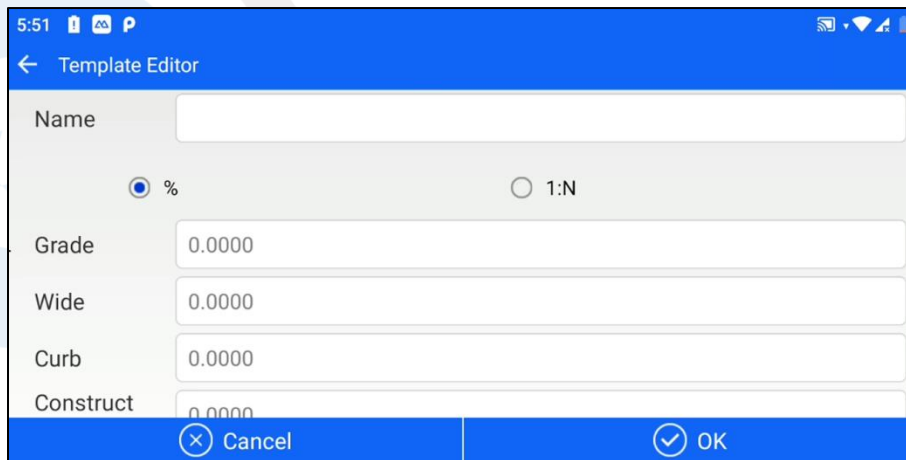 5:51
Template Editor
Name
% 1:N
Grade 0.0000
Wide 0.0000
Curb 0.0000
Construct 0.0000
Cancel OK